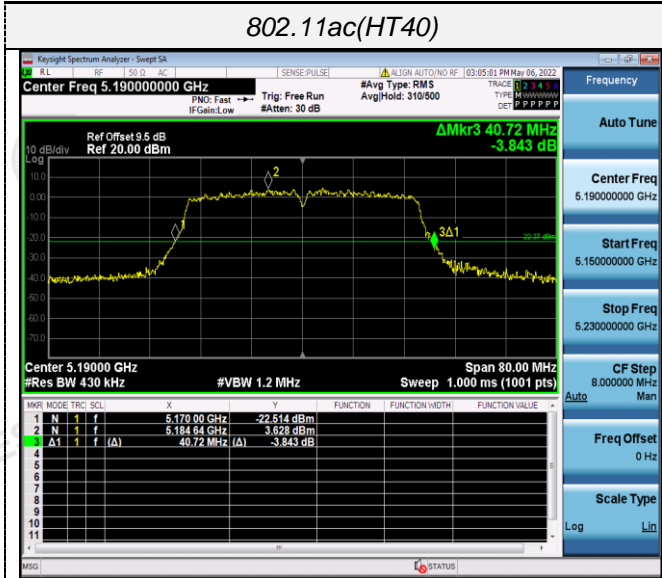 802.11ac(HT40)
Keysight Spectrum Analyzer - Swept SA
RL RF 50 Ω AC SENSE:PULSE ALIGN AUTO/NO RF 03:05:01 PM May 06, 2022
Center Freq 5.190000000 GHz
PNO: Fast
IFGain:Low
Trig: Free Run
#Atten: 30 dB
#Avg Type: RMS
Avg|Hold: 310/500
TRACE 1 2 3 4 5 6
TYPE M W W W W W
DET P P P P P P
Ref Offset 9.5 dB
10 dB/div Ref 20.00 dBm
Log
ΔMkr3 40.72 MHz
-3.843 dB
10.0
0.00
-10.0
-20.0
-30.0
-40.0
-50.0
-60.0
-70.0
2
3Δ1
-22.37 dBm
Center 5.19000 GHz Span 80.00 MHz
#Res BW 430 kHz #VBW 1.2 MHz Sweep 1.000 ms (1001 pts)
MKR MODE TRC SCL X Y FUNCTION FUNCTION WIDTH FUNCTION VALUE
1 N 1 f 5.170 00 GHz -22.514 dBm
2 N 1 f 5.184 64 GHz 3.628 dBm
3 Δ1 1 f (Δ) 40.72 MHz (Δ) -3.843 dB
4
5
6
7
8
9
10
11
MSG STATUS
Frequency
Auto Tune
Center Freq
5.190000000 GHz
Start Freq
5.150000000 GHz
Stop Freq
5.230000000 GHz
CF Step
8.000000 MHz
Auto Man
Freq Offset
0 Hz
Scale Type
Log Lin